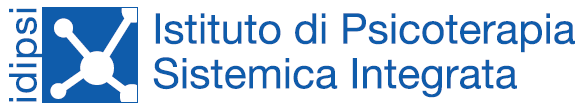 idipsi
Istituto di Psicoterapia
Sistemica Integrata